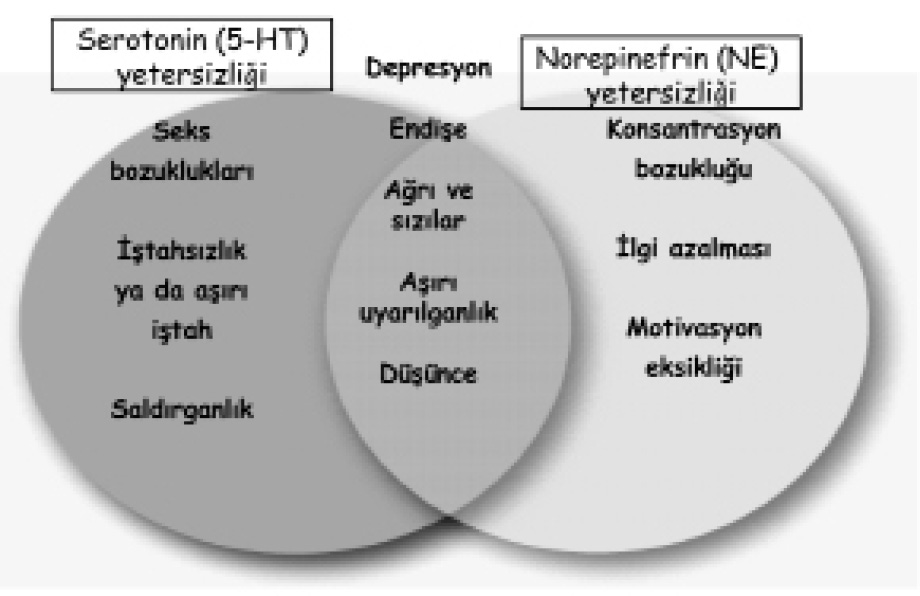 Serotonin (5-HT)
yetersizliği
Depresyon
Norepinefrin (NE)
yetersizliği
Seks
bozuklukları
İştahsızlık
ya da aşırı
iştah
Saldırganlık
Endişe
Ağrı ve
sızılar
Aşırı
uyarılganlık
Düşünce
Konsantrasyon
bozukluğu
İlgi azalması
Motivasyon
eksikliği